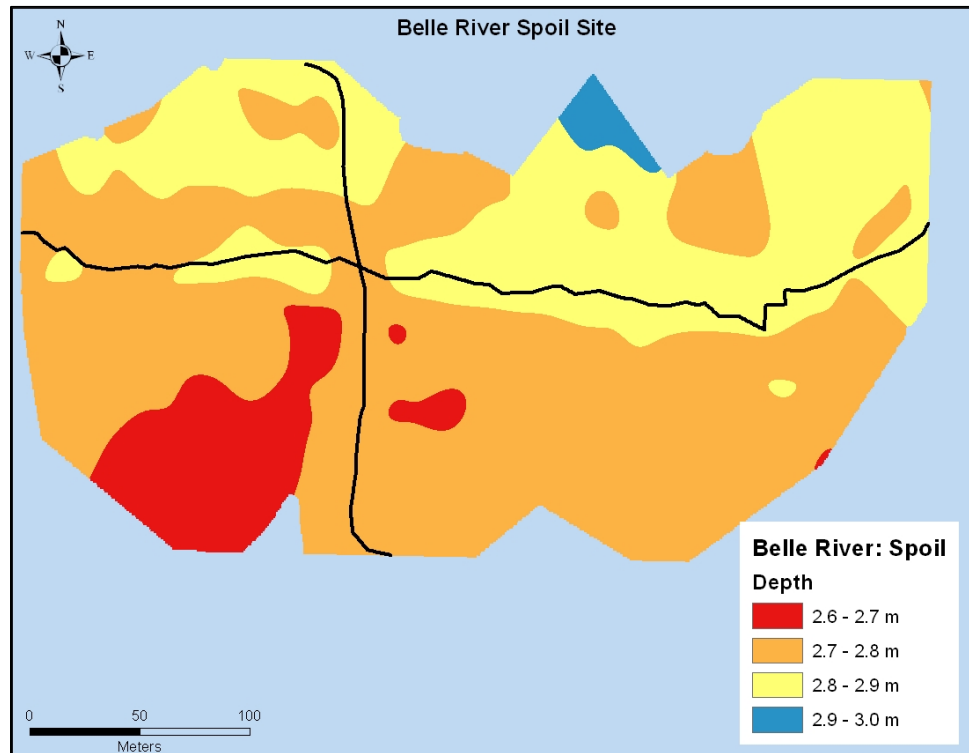 Belle River Spoil Site
N
W E
S
Belle River: Spoil
Depth
2.6 - 2.7 m
2.7 - 2.8 m
2.8 - 2.9 m
2.9 - 3.0 m
0 50 100
Meters